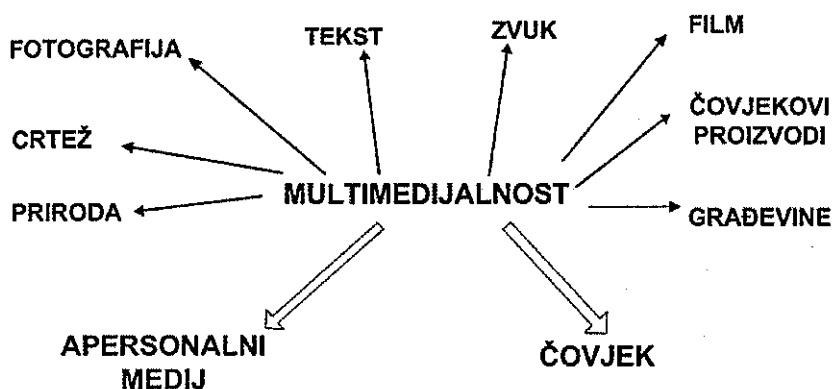 FOTOGRAFIJA
TEKST
ZVUK
FILM
CRTEŽ
ČOVJEKOVI
PROIZVODI
MULTIMEDIJALNOST
PRIRODA
GRAĐEVINE
APERSONALNI
MEDIJ
ČOVJEK